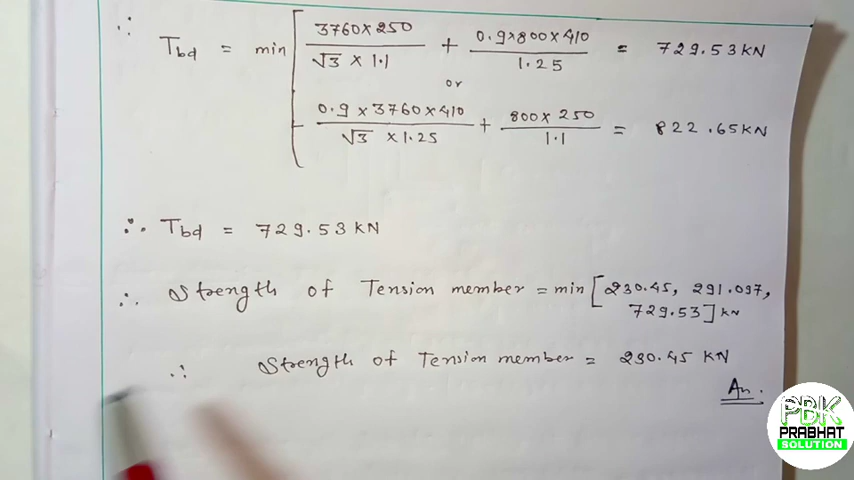 ∴ T_bd = min [ (3760×250)/(√3 × 1.1) + (0.9×800×410)/1.25 = 729.53 KN
or
(0.9 × 3760 × 410)/(√3 × 1.25) + (800 × 250)/1.1 = 822.65 KN
∴ T_bd = 729.53 KN
∴ Strength of Tension member = min [230.45, 291.097,
729.53] KN
∴ Strength of Tension member = 230.45 KN
An.
PBK
PRABHAT
SOLUTION